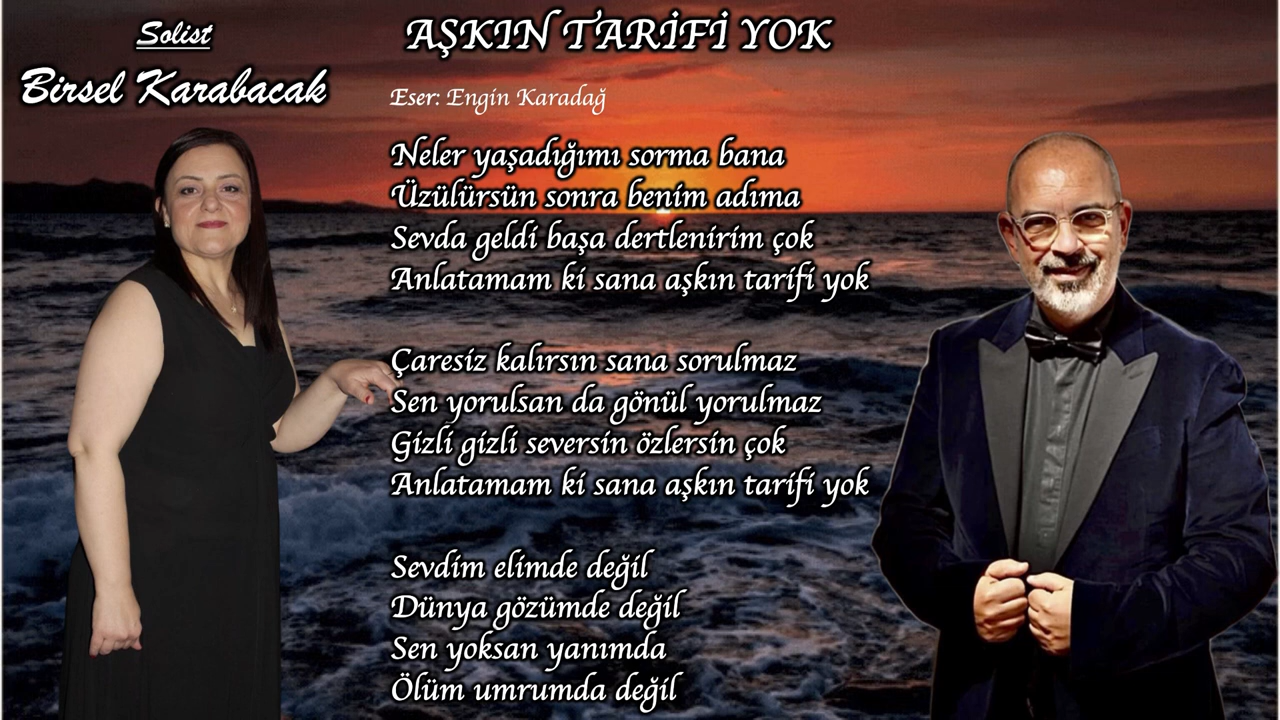 Solist
Birsel Karabacak
AŞKIN TARİFİ YOK
Eser: Engin Karadağ
Neler yaşadığımı sorma bana
Üzülürsün sonra benim adıma
Sevda geldi başa dertlenirim çok
Anlatamam ki sana aşkın tarifi yok
Çaresiz kalırsın sana sorulmaz
Sen yorulsan da gönül yorulmaz
Gizli gizli seversin özlersin çok
Anlatamam ki sana aşkın tarifi yok
Sevdim elimde değil
Dünya gözümde değil
Sen yoksan yanımda
Ölüm umrumda değil